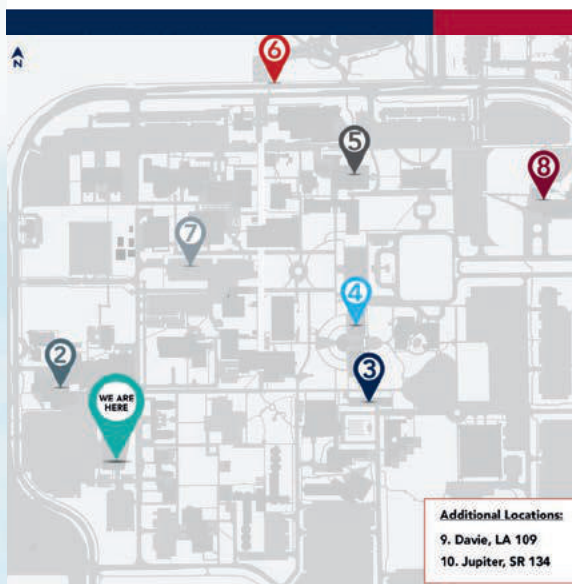 N
6
5
8
7
4
2
3
WE ARE
HERE
Additional Locations:
9. Davie, LA 109
10. Jupiter, SR 134